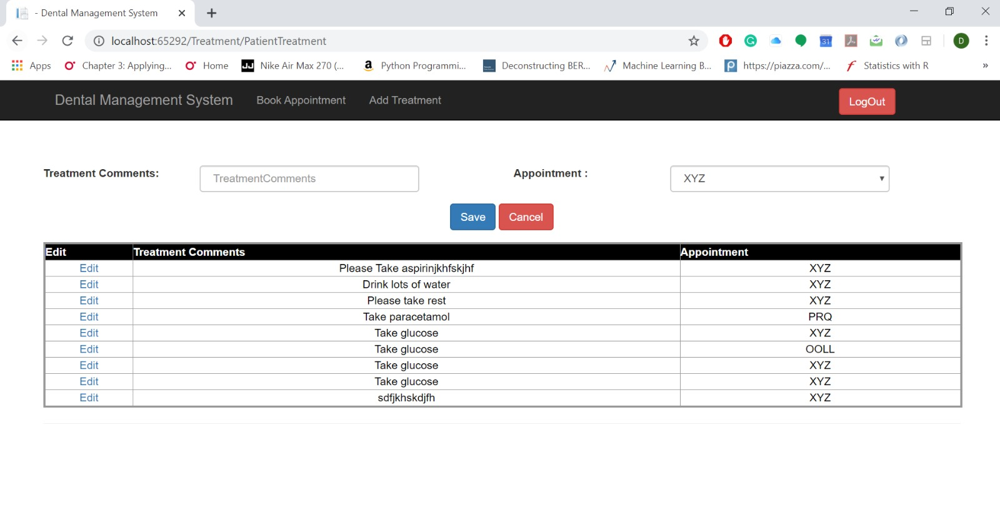 - Dental Management System
localhost:65292/Treatment/PatientTreatment
31
D
Apps Chapter 3: Applying... Home JJ Nike Air Max 270 (... a Python Programmi... Deconstructing BER... Machine Learning B... https://piazza.com/... Statistics with R »
Dental Management System Book Appointment Add Treatment LogOut
Treatment Comments: TreatmentComments Appointment : XYZ
Save Cancel
Edit Treatment Comments Appointment
Edit Please Take aspirinjkhfskjhf XYZ
Edit Drink lots of water XYZ
Edit Please take rest XYZ
Edit Take paracetamol PRQ
Edit Take glucose XYZ
Edit Take glucose OOLL
Edit Take glucose XYZ
Edit Take glucose XYZ
Edit sdfjkhskdjfh XYZ